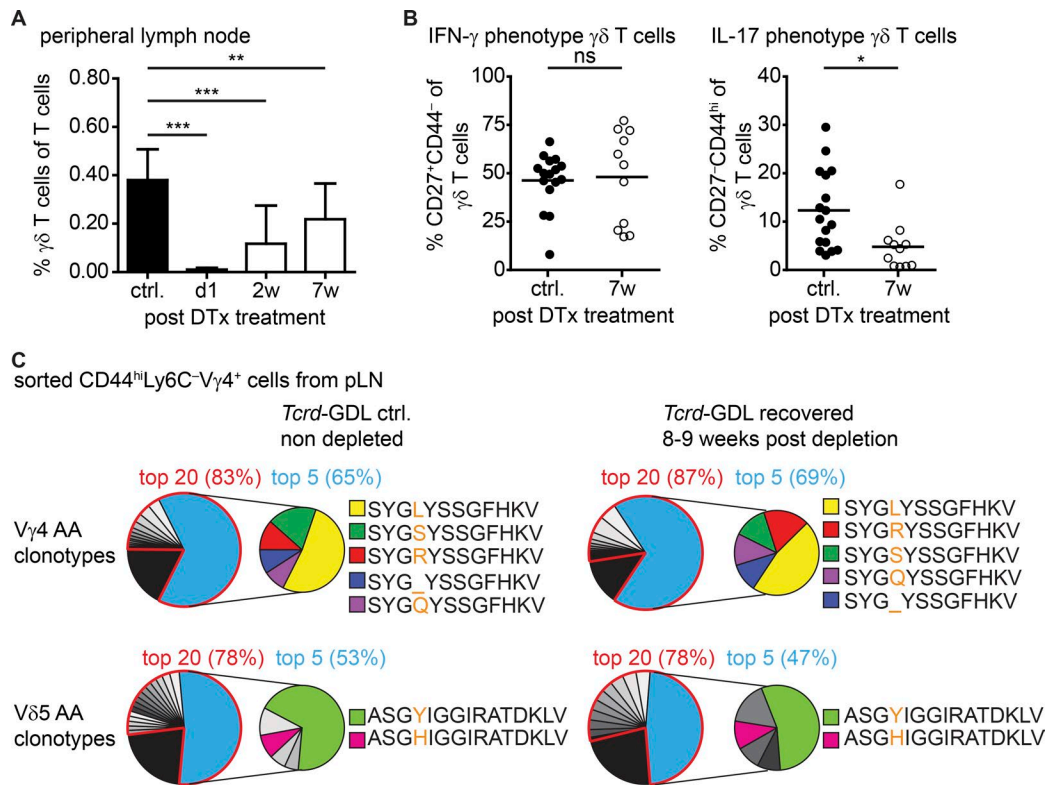 A
peripheral lymph node
**
***
***
0.80
0.60
0.40
0.20
0.00
% γδ T cells of T cells
ctrl. d1 2w 7w
post DTx treatment
B
IFN-γ phenotype γδ T cells
ns
100
75
50
25
0
% CD27⁺CD44⁻ of
γδ T cells
ctrl. 7w
post DTx treatment
IL-17 phenotype γδ T cells
*
40
30
20
10
0
% CD27⁻CD44ʰⁱ of
γδ T cells
ctrl. 7w
post DTx treatment
C
sorted CD44ʰⁱLy6C⁻Vγ4⁺ cells from pLN
Tcrd-GDL ctrl.
non depleted
Tcrd-GDL recovered
8-9 weeks post depletion
Vγ4 AA
clonotypes
top 20 (83%) top 5 (65%)
SYGLYSSGFHKV
SYGSYSSGFHKV
SYGRYSSGFHKV
SYG_YSSGFHKV
SYGQYSSGFHKV
top 20 (87%) top 5 (69%)
SYGLYSSGFHKV
SYGRYSSGFHKV
SYGSYSSGFHKV
SYGQYSSGFHKV
SYG_YSSGFHKV
Vδ5 AA
clonotypes
top 20 (78%) top 5 (53%)
ASGYIGGIRATDKLV
ASGHIGGIRATDKLV
top 20 (78%) top 5 (47%)
ASGYIGGIRATDKLV
ASGHIGGIRATDKLV